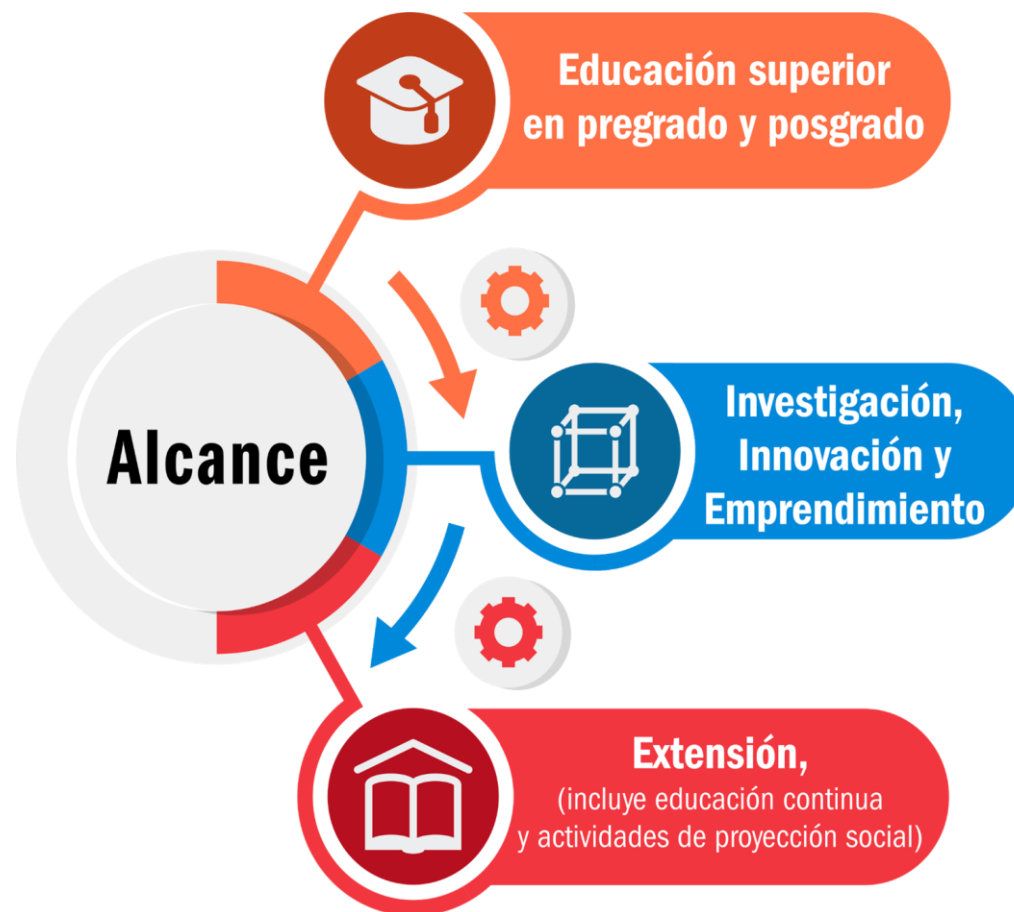 Educación superior
en pregrado y posgrado
Alcance
Investigación,
Innovación y
Emprendimiento
Extensión,
(incluye educación continua
y actividades de proyección social)